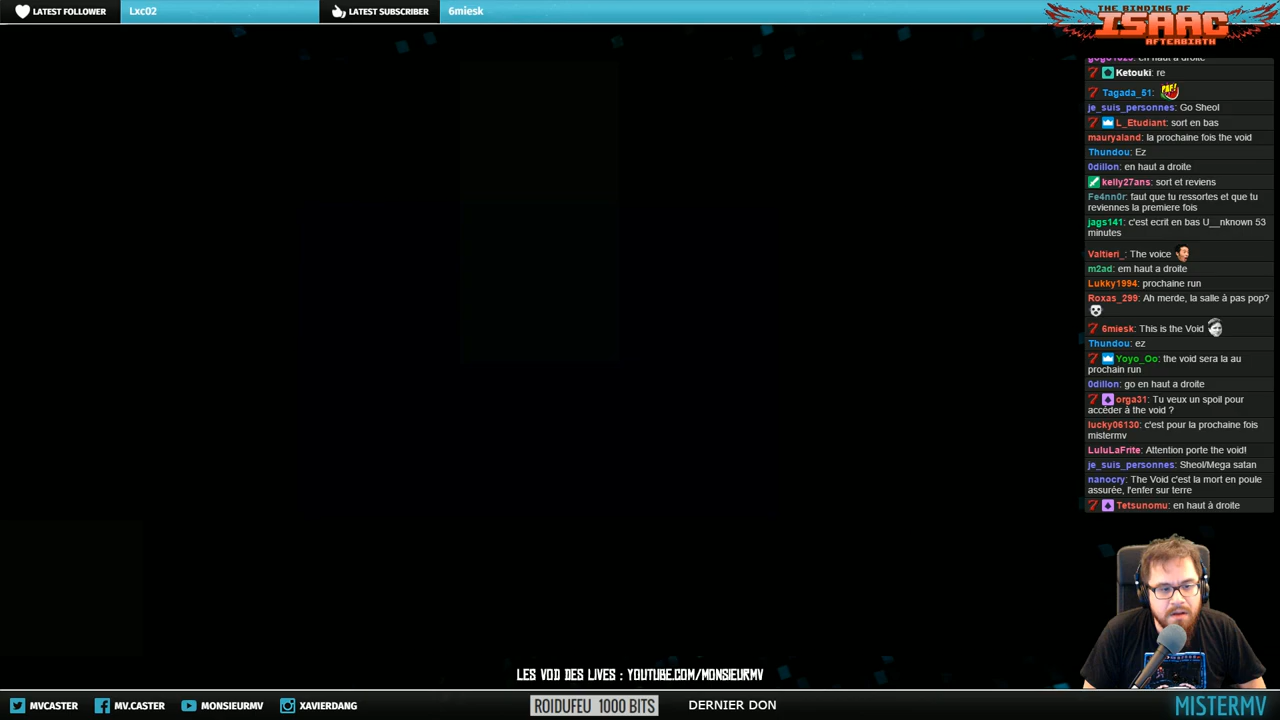 LATEST FOLLOWER
Lxc02
LATEST SUBSCRIBER
6miesk
THE BINDING OF
ISAAC
AFTERBIRTH
Ketouki: re
Tagada_51:
je_suis_personnes: Go Sheol
L_Etudiant: sort en bas
mauryaland: la prochaine fois the void
Thundou: Ez
0dillon: en haut a droite
kelly27ans: sort et reviens
Fe4nn0r: faut que tu ressortes et que tu
reviennes la premiere fois
jags141: c'est ecrit en bas U__nknown 53
minutes
Valtieri_: The voice
m2ad: em haut a droite
Lukky1994: prochaine run
Roxas_299: Ah merde, la salle à pas pop?
6miesk: This is the Void
Thundou: ez
Yoyo_Oo: the void sera la au
prochain run
0dillon: go en haut a droite
orga31: Tu veux un spoil pour
accéder à the void ?
lucky06130: c'est pour la prochaine fois
mistermv
LuluLaFrite: Attention porte the void!
je_suis_personnes: Sheol/Mega satan
nanocry: The Void c'est la mort en poule
assurée, l'enfer sur terre
Tetsunomu: en haut à droite
LES VOD DES LIVES : YOUTUBE.COM/MONSIEURMV
MVCASTER
MV.CASTER
MONSIEURMV
XAVIERDANG
ROIDUFEU 1000 BITS
DERNIER DON
MISTERMV